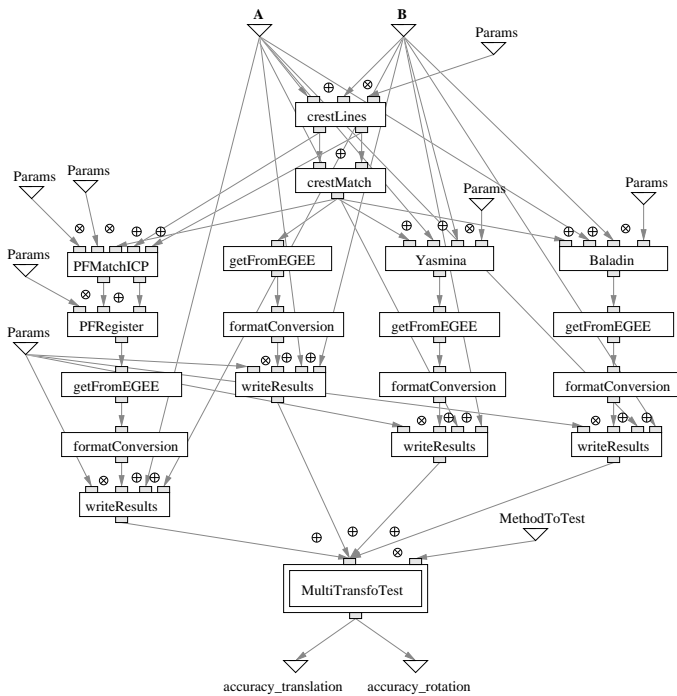 A
B
Params
crestLines
Params
crestMatch
Params
Params
Params
Params
PFMatchICP
getFromEGEE
Yasmina
Baladin
Params
PFRegister
formatConversion
getFromEGEE
getFromEGEE
Params
getFromEGEE
writeResults
formatConversion
formatConversion
formatConversion
writeResults
writeResults
writeResults
MethodToTest
MultiTransfoTest
accuracy_translation
accuracy_rotation